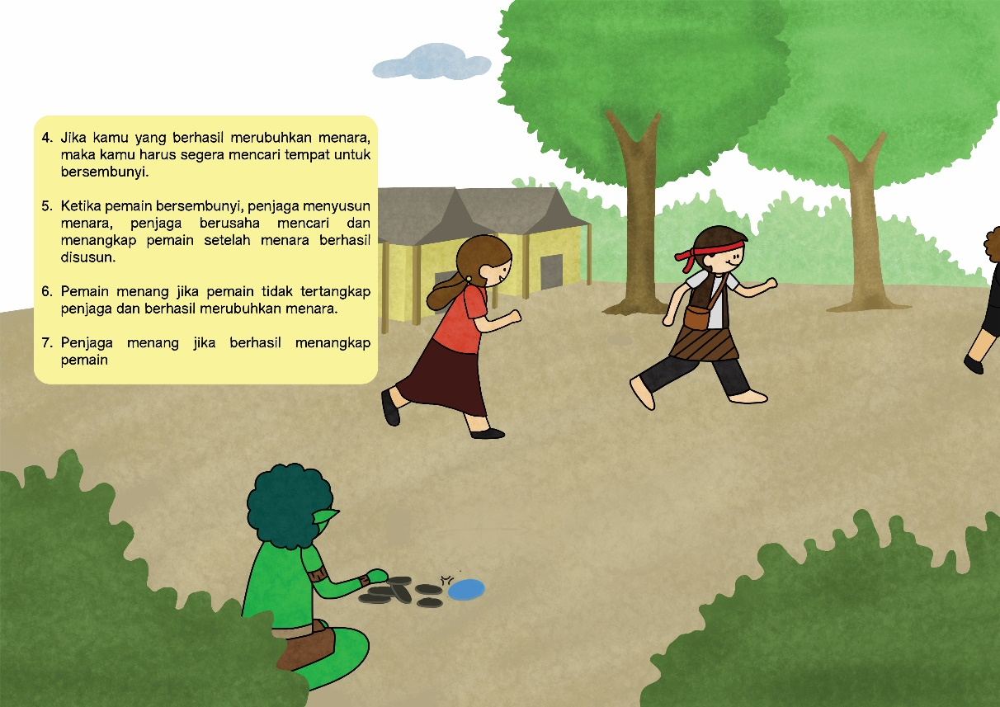 4. Jika kamu yang berhasil merubuhkan menara,
maka kamu harus segera mencari tempat untuk
bersembunyi.
5. Ketika pemain bersembunyi, penjaga menyusun
menara, penjaga berusaha mencari dan
menangkap pemain setelah menara berhasil
disusun.
6. Pemain menang jika pemain tidak tertangkap
penjaga dan berhasil merubuhkan menara.
7. Penjaga menang jika berhasil menangkap
pemain